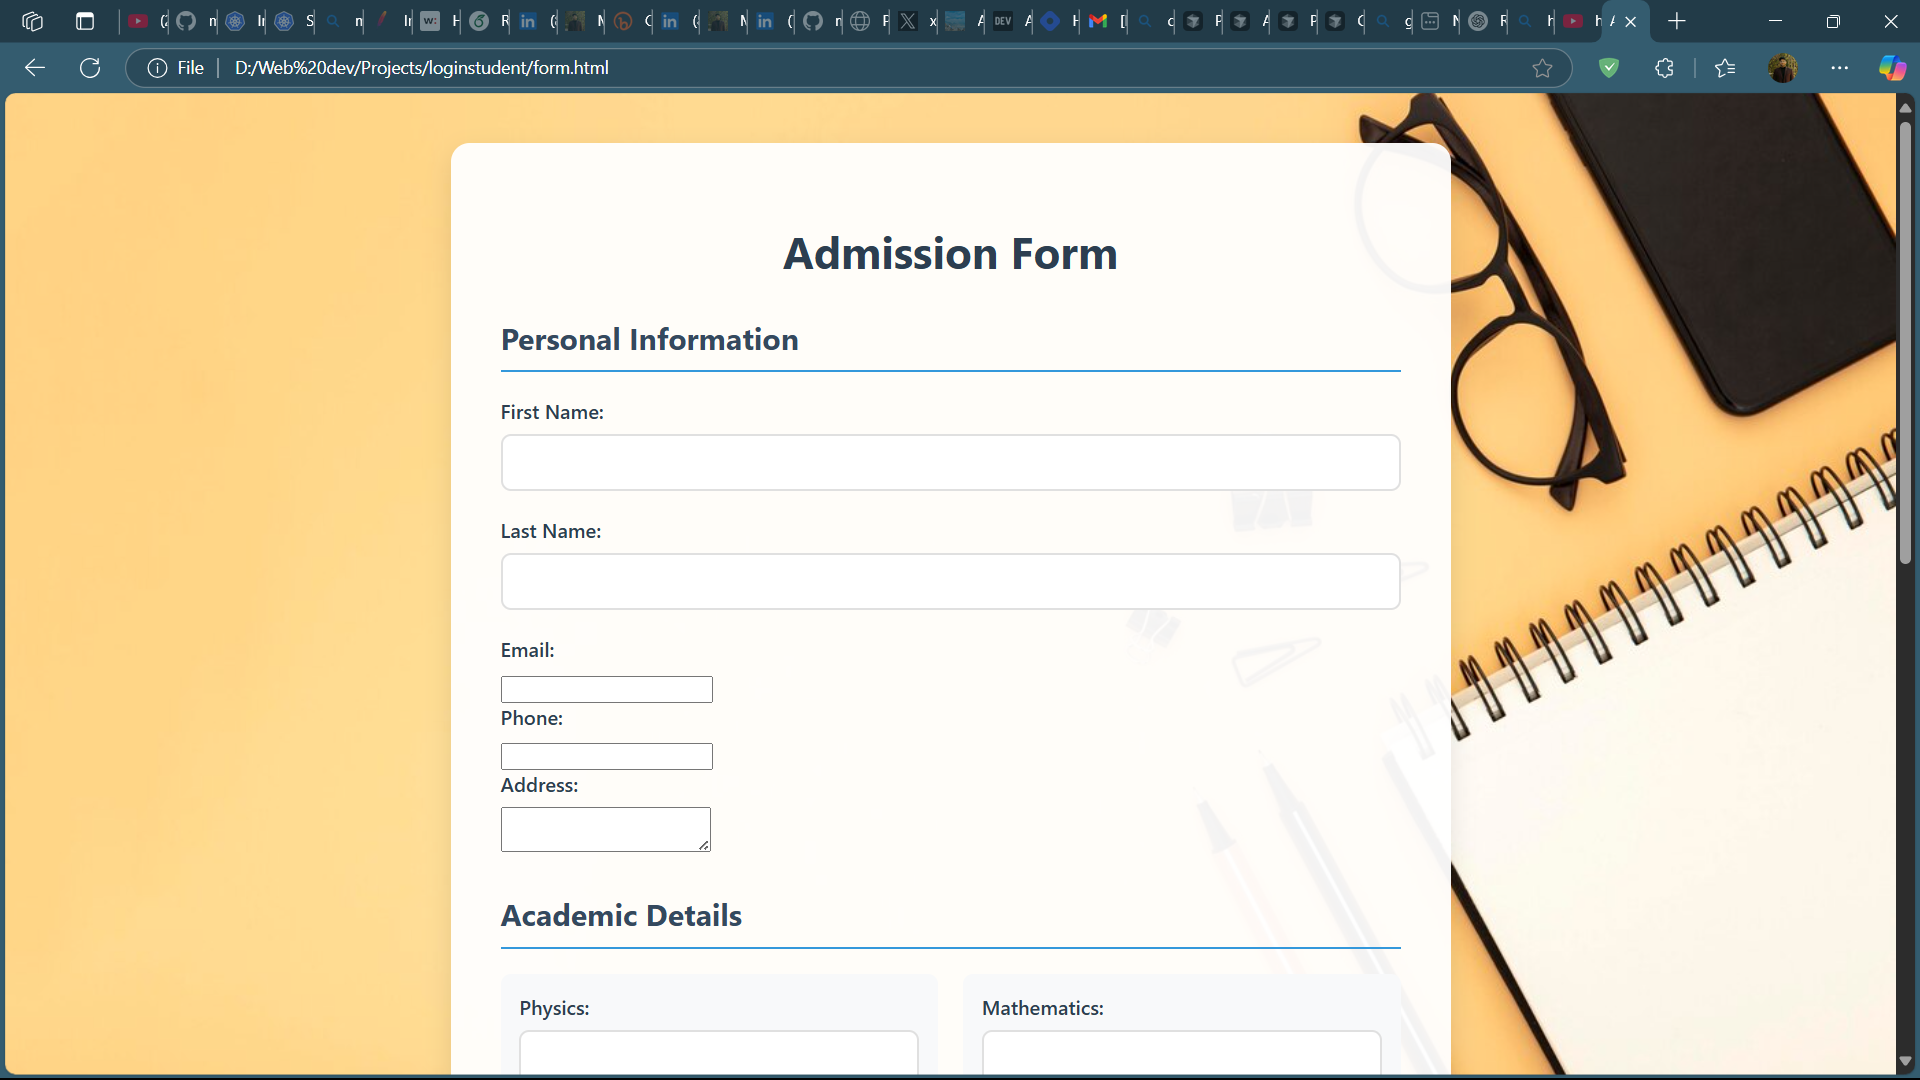 File
D:/Web%20dev/Projects/loginstudent/form.html
Admission Form
Personal Information
First Name:
Last Name:
Email:
Phone:
Address:
Academic Details
Physics:
Mathematics: